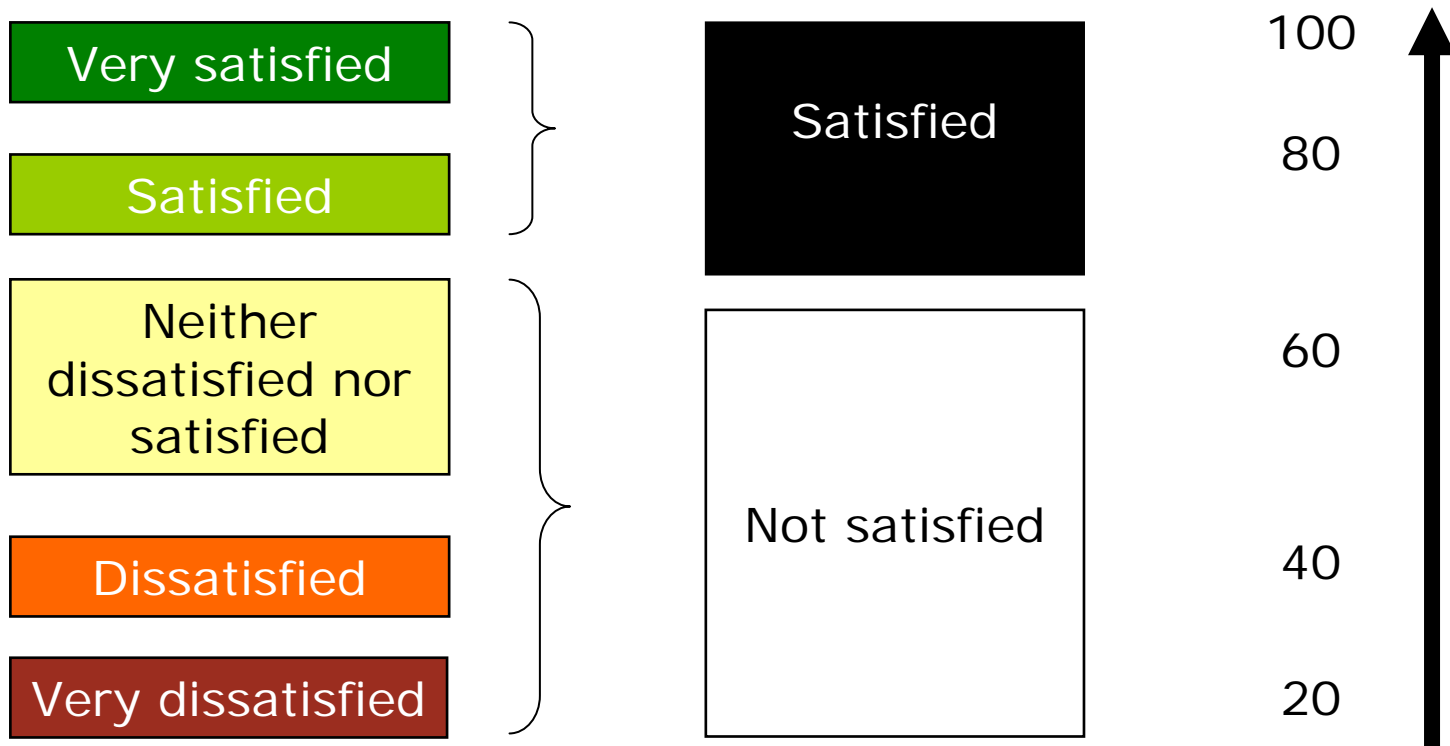 Very satisfied
Satisfied
Neither
dissatisfied nor
satisfied
Dissatisfied
Very dissatisfied
Satisfied
Not satisfied
100
80
60
40
20